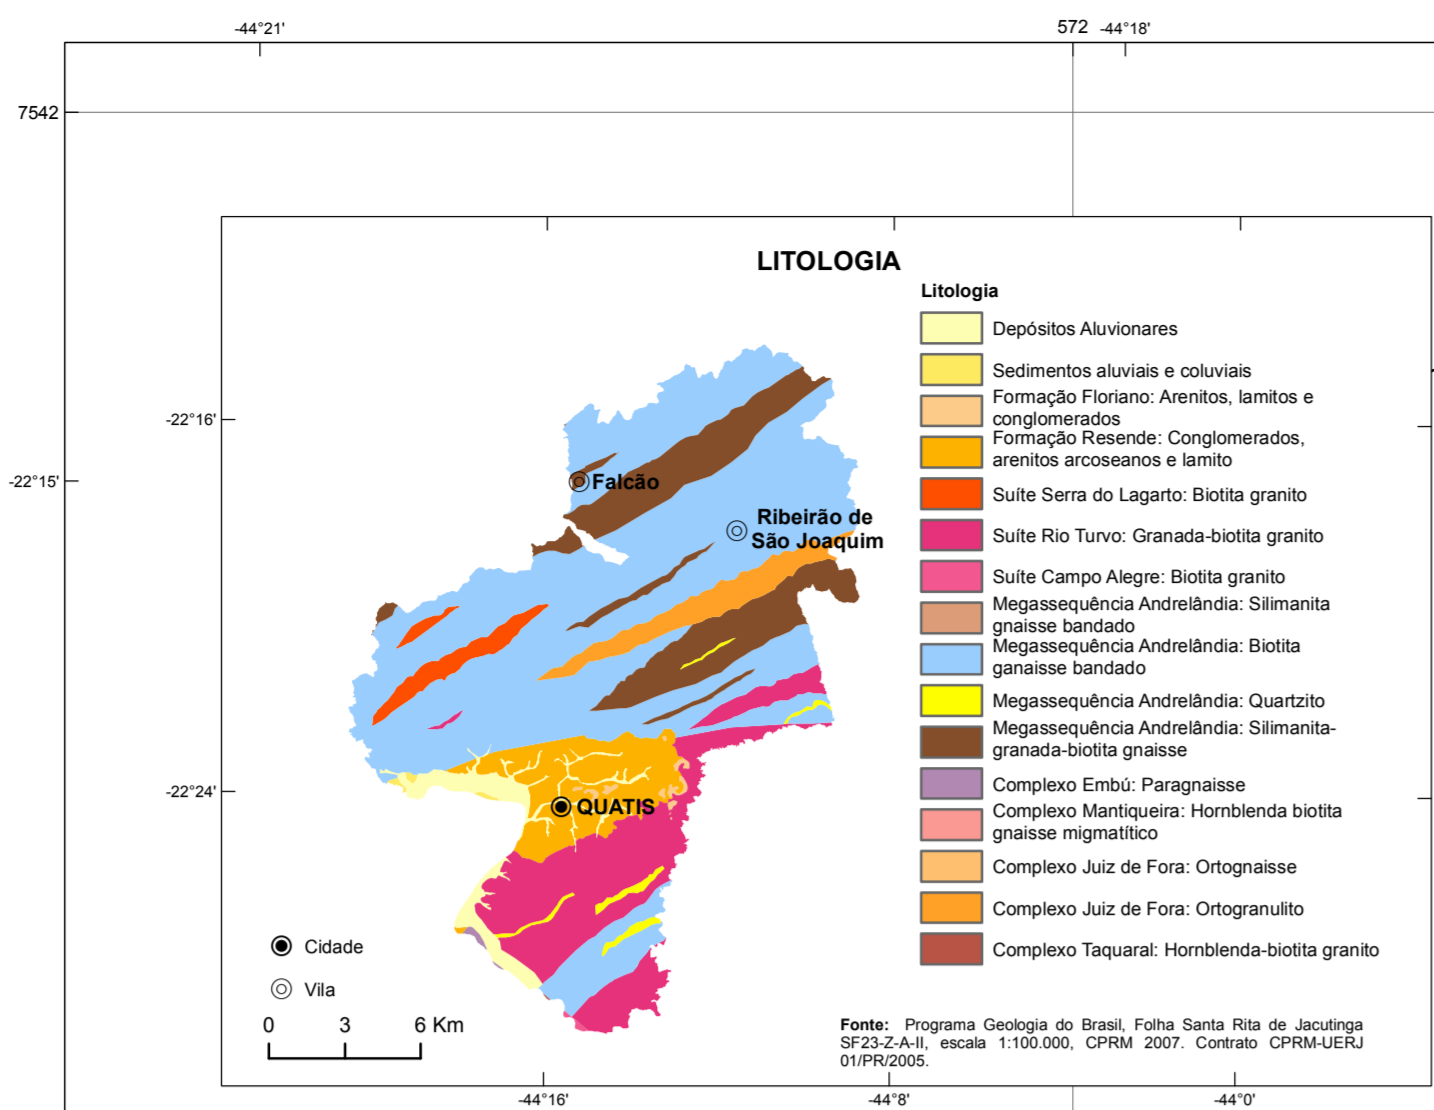 -44°21'
572
-44°18'
7542
LITOLOGIA
Litologia
Depósitos Aluvionares
Sedimentos aluviais e coluviais
Formação Floriano: Arenitos, lamitos e
conglomerados
Formação Resende: Conglomerados,
arenitos arcoseanos e lamito
Suíte Serra do Lagarto: Biotita granito
Suíte Rio Turvo: Granada-biotita granito
Suíte Campo Alegre: Biotita granito
Megassequência Andrelândia: Silimanita
gnaisse bandado
Megassequência Andrelândia: Biotita
ganaisse bandado
Megassequência Andrelândia: Quartzito
Megassequência Andrelândia: Silimanita-
granada-biotita gnaisse
Complexo Embú: Paragnaisse
Complexo Mantiqueira: Hornblenda biotita
gnaisse migmatítico
Complexo Juiz de Fora: Ortognaisse
Complexo Juiz de Fora: Ortogranulito
Complexo Taquaral: Hornblenda-biotita granito
-22°16'
-22°15'
Falcão
Ribeirão de
São Joaquim
-22°24'
QUATIS
Cidade
Vila
0 3 6 Km
Fonte: Programa Geologia do Brasil, Folha Santa Rita de Jacutinga
SF23-Z-A-II, escala 1:100.000, CPRM 2007. Contrato CPRM-UERJ
01/PR/2005.
-44°16'
-44°8'
-44°0'